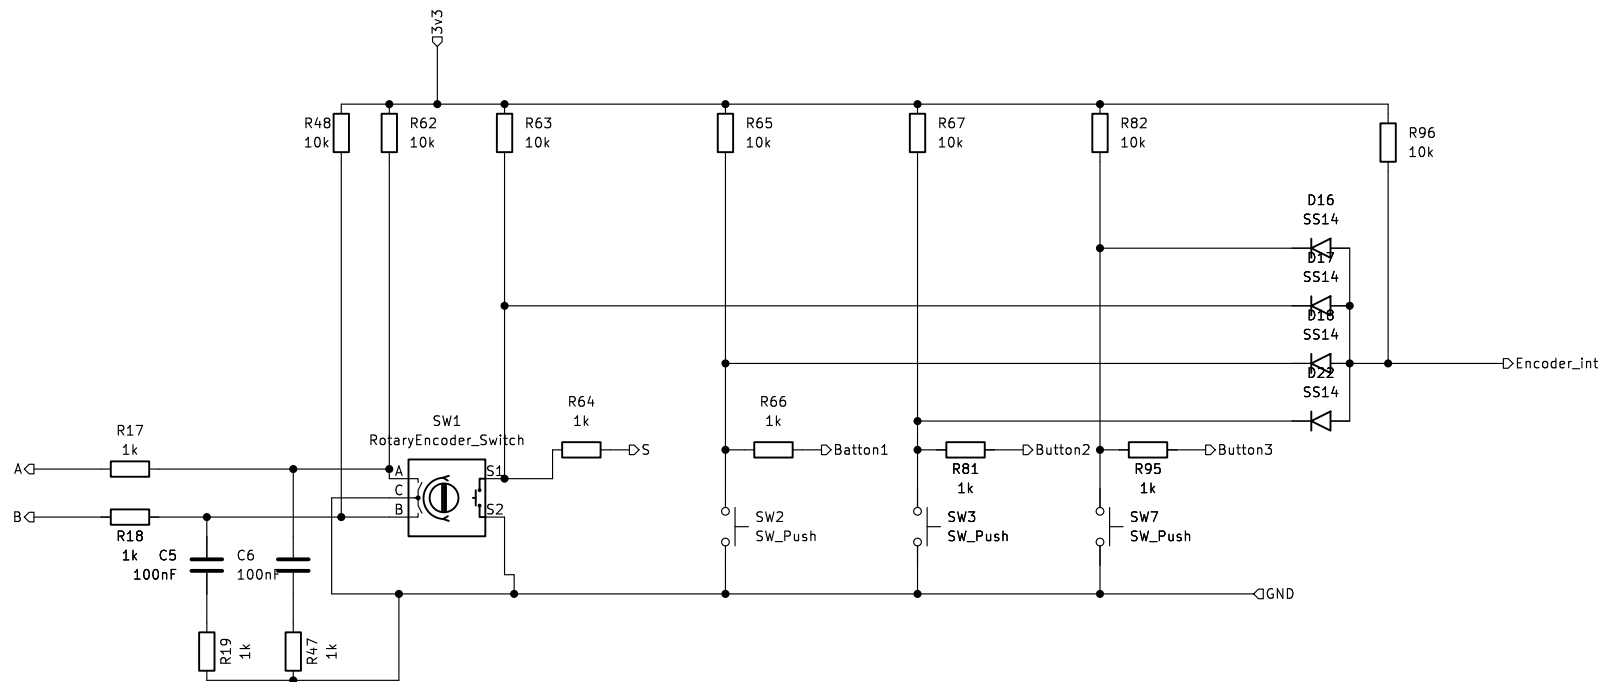 3v3
R48
10k
R62
10k
R63
10k
R65
10k
R67
10k
R82
10k
R96
10k
D16
SS14
D17
SS14
D18
SS14
D22
SS14
Encoder_int
R17
1k
A
B
R18
1k
C5
100nF
C6
100nF
R19
1k
R47
1k
SW1
RotaryEncoder_Switch
A
C
B
S1
S2
R64
1k
S
R66
1k
Batton1
R81
1k
Button2
R95
1k
Button3
SW2
SW_Push
SW3
SW_Push
SW7
SW_Push
GND